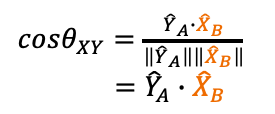 cosθ_XY = Ŷ_A·X̂_B / ‖Ŷ_A‖‖X̂_B‖
= Ŷ_A · X̂_B